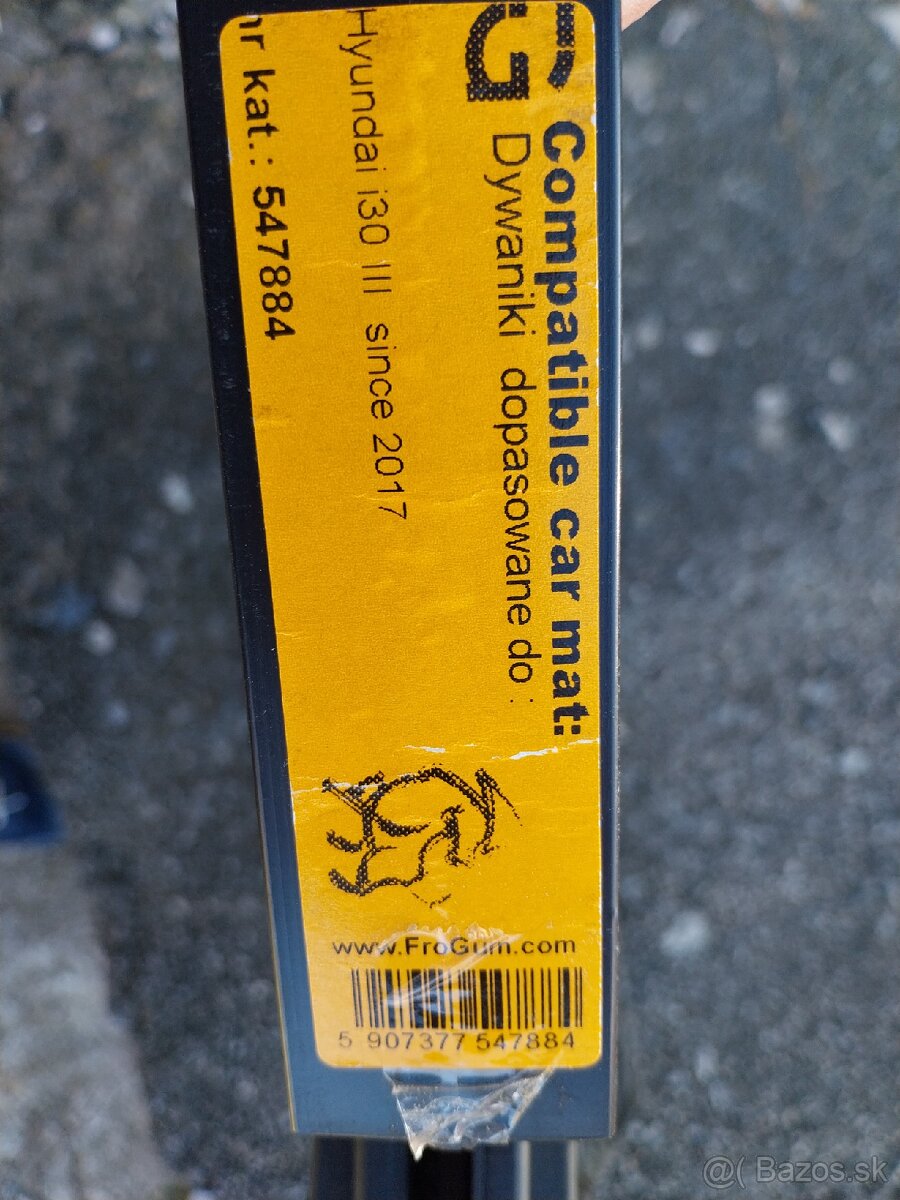 G
Compatible car mat:
Dywaniki dopasowane do :
Hyundai i30 III since 2017
nr kat.: 547884
www.FroGum.com
5 907377 547884
@( Bazos.sk